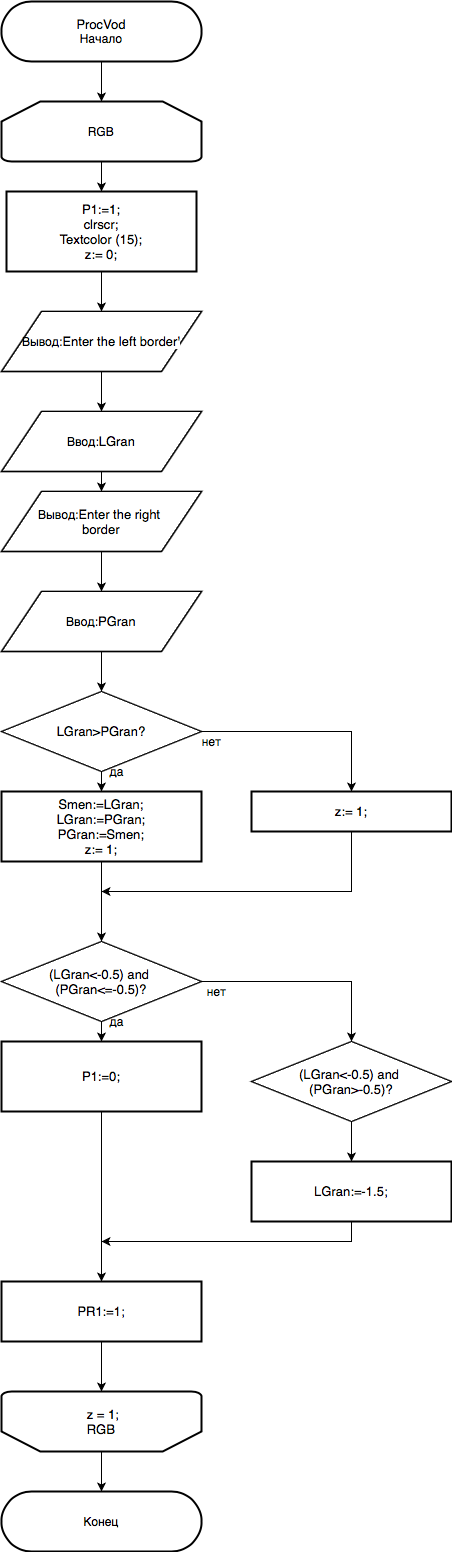 ProcVod
Начало
RGB
P1:=1;
clrscr;
Textcolor (15);
z:= 0;
Вывод:Enter the left border'
Ввод:LGran
Вывод:Enter the right
border
Ввод:PGran
LGran>PGran?
нет
да
Smen:=LGran;
LGran:=PGran;
PGran:=Smen;
z:= 1;
z:= 1;
(LGran<-0.5) and
(PGran<=-0.5)?
нет
да
P1:=0;
(LGran<-0.5) and
(PGran>-0.5)?
LGran:=-1.5;
PR1:=1;
z = 1;
RGB
Конец